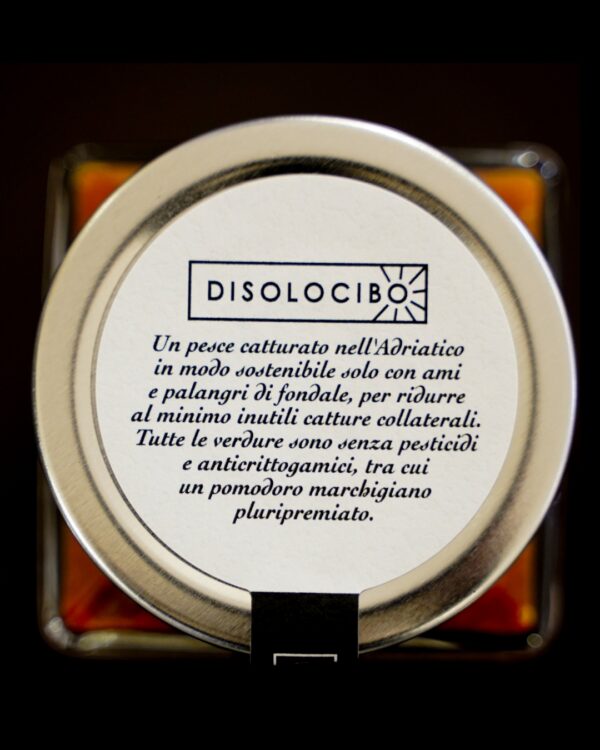 DISOLOCIBO
Un pesce catturato nell'Adriatico
in modo sostenibile solo con ami
e palangri di fondale, per ridurre
al minimo inutili catture collaterali.
Tutte le verdure sono senza pesticidi
e anticrittogamici, tra cui
un pomodoro marchigiano
pluripremiato.